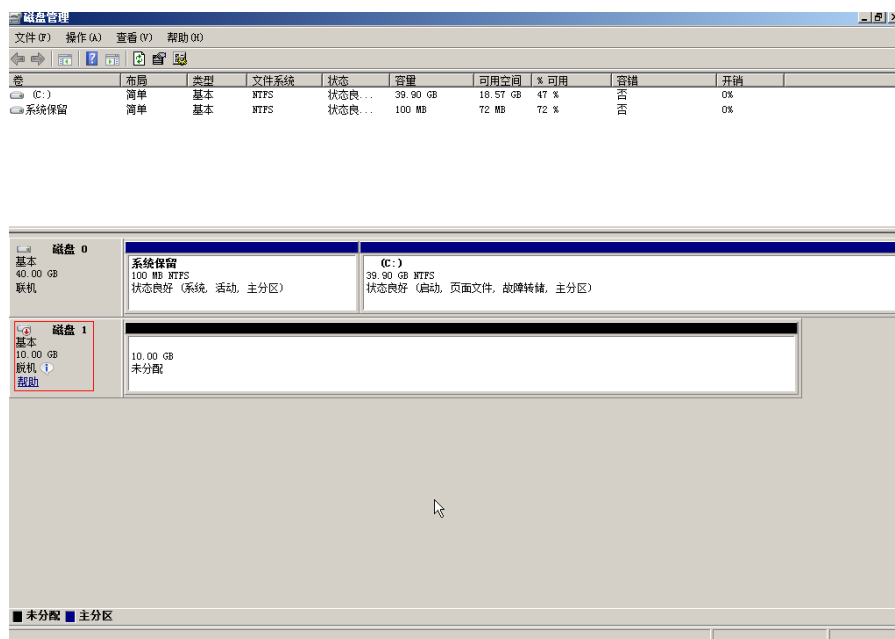 磁盘管理
文件(F) 操作(A) 查看(V) 帮助(H)
卷 布局 类型 文件系统 状态 容量 可用空间 % 可用 容错 开销
(C:) 简单 基本 NTFS 状态良... 39.90 GB 18.57 GB 47 % 否 0%
系统保留 简单 基本 NTFS 状态良... 100 MB 72 MB 72 % 否 0%
磁盘 0
基本
40.00 GB
联机
系统保留
100 MB NTFS
状态良好 (系统, 活动, 主分区)
(C:)
39.90 GB NTFS
状态良好 (启动, 页面文件, 故障转储, 主分区)
磁盘 1
基本
10.00 GB
脱机
帮助
10.00 GB
未分配
未分配 主分区